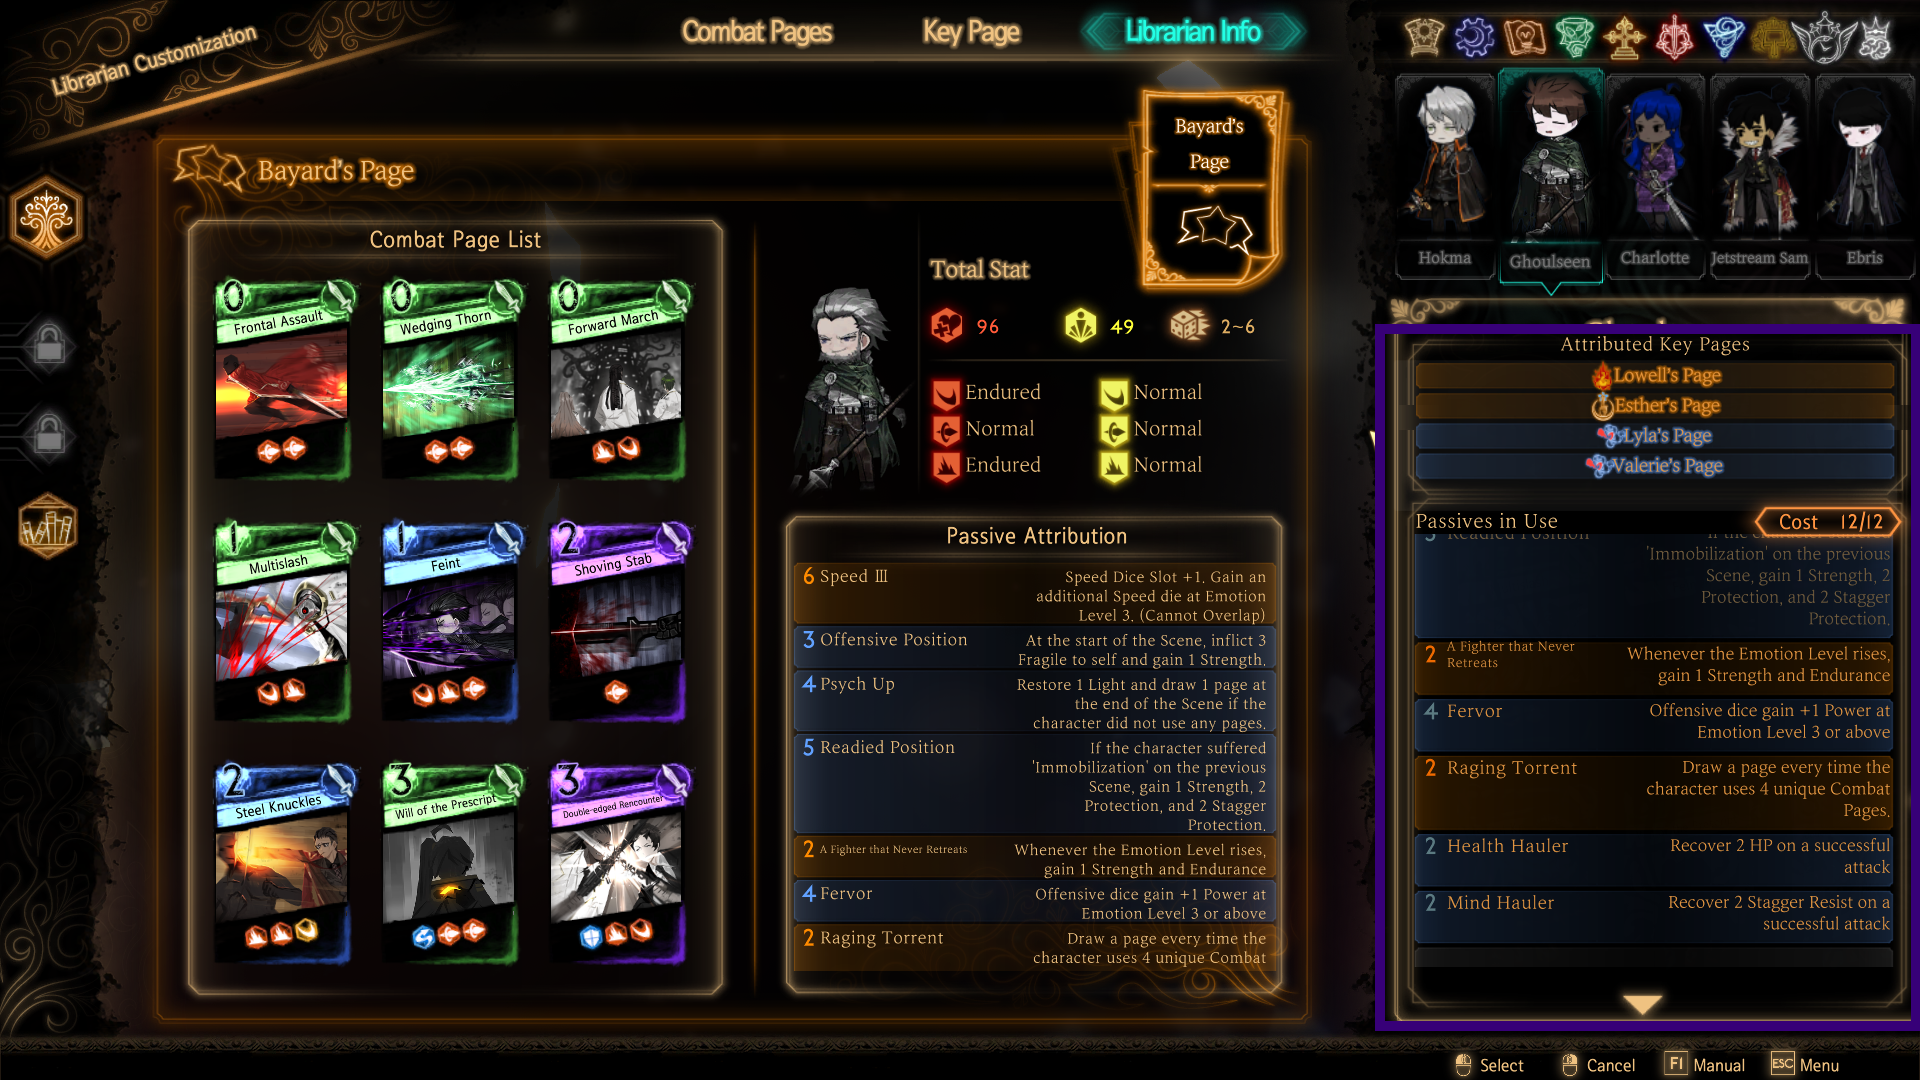 Librarian Customization
Combat Pages
Key Page
Librarian Info
Bayard's Page
Bayard's
Page
Combat Page List
0
Frontal Assault
0
Wedging Thorn
0
Forward March
1
Multislash
1
Feint
2
Shoving Stab
2
Steel Knuckles
3
Will of the Prescript
3
Double-edged Rencounter
Total Stat
96
49
2~6
Endured
Normal
Normal
Normal
Endured
Normal
Passive Attribution
6 Speed III
Speed Dice Slot +1. Gain an
additional Speed die at Emotion
Level 3. (Cannot Overlap)
3 Offensive Position
At the start of the Scene, inflict 3
Fragile to self and gain 1 Strength.
4 Psych Up
Restore 1 Light and draw 1 page at
the end of the Scene if the
character did not use any pages.
5 Readied Position
If the character suffered
'Immobilization' on the previous
Scene, gain 1 Strength, 2
Protection, and 2 Stagger
Protection.
2 A Fighter that Never Retreats
Whenever the Emotion Level rises,
gain 1 Strength and Endurance
4 Fervor
Offensive dice gain +1 Power at
Emotion Level 3 or above
2 Raging Torrent
Draw a page every time the
character uses 4 unique Combat
Hokma
Ghoulseen
Charlotte
Jetstream Sam
Ebris
Attributed Key Pages
Lowell's Page
Esther's Page
Lyla's Page
Valerie's Page
Passives in Use
Cost 12/12
Readied Position
'Immobilization' on the previous
Scene, gain 1 Strength, 2
Protection, and 2 Stagger
Protection.
2 A Fighter that Never
Retreats
Whenever the Emotion Level rises,
gain 1 Strength and Endurance
4 Fervor
Offensive dice gain +1 Power at
Emotion Level 3 or above
2 Raging Torrent
Draw a page every time the
character uses 4 unique Combat
Pages.
2 Health Hauler
Recover 2 HP on a successful
attack
2 Mind Hauler
Recover 2 Stagger Resist on a
successful attack
Select
Cancel
F1 Manual
ESC Menu